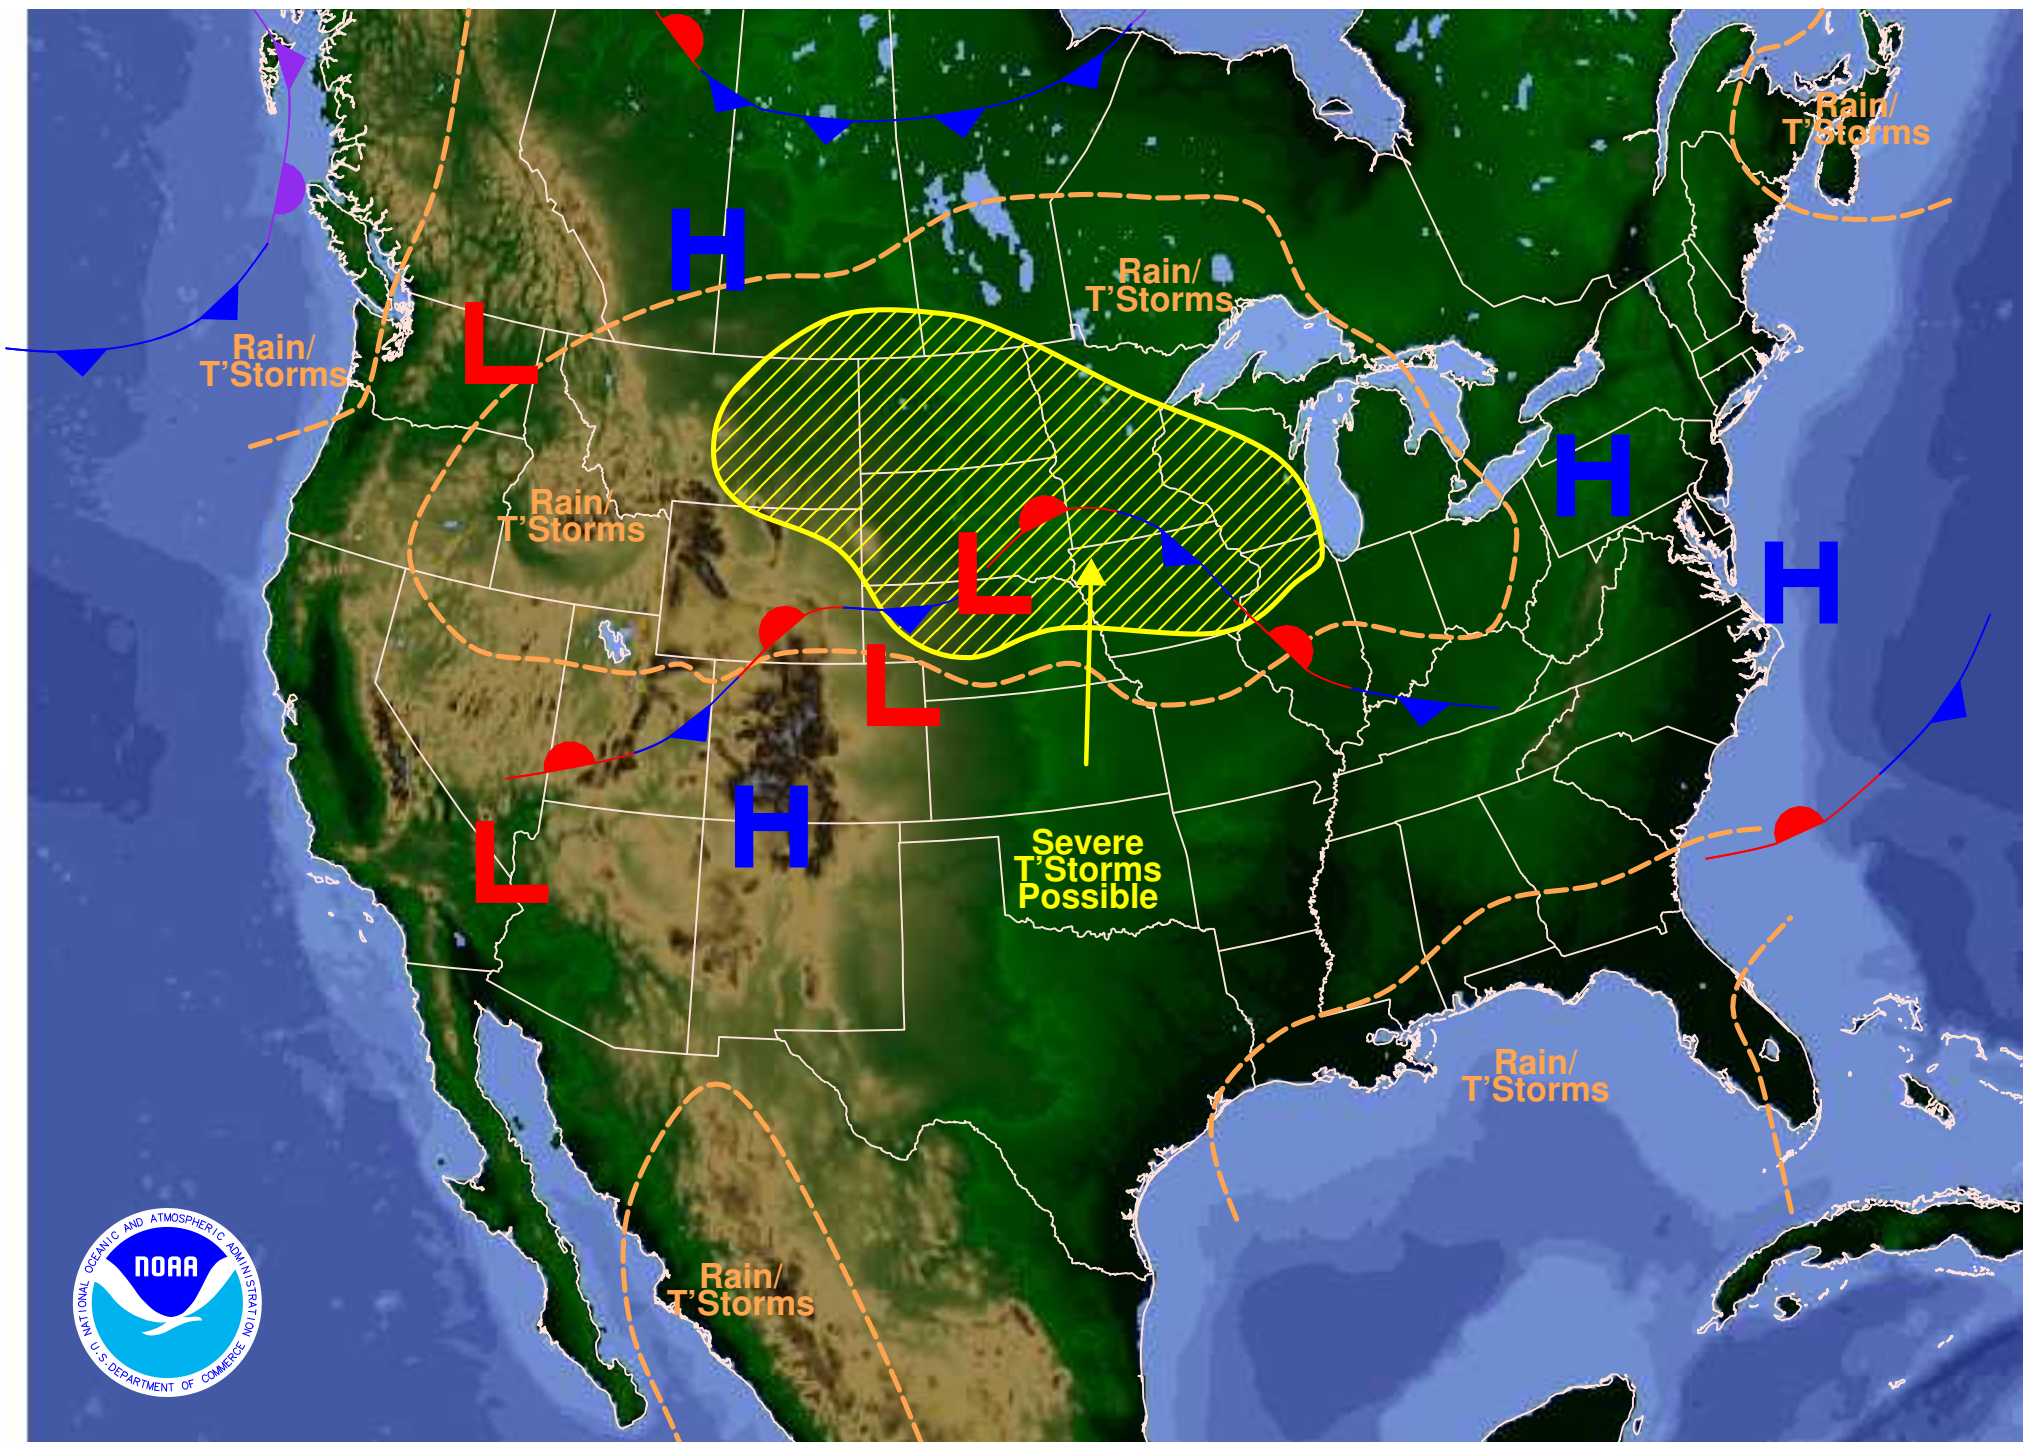 Rain/
T'Storms
H
Rain/
T'Storms
L
Rain/
T'Storms
H
Rain/
T'Storms
L
H
L
L
H
L
Severe
T'Storms
Possible
Rain/
T'Storms
Rain/
T'Storms
NATIONAL OCEANIC AND ATMOSPHERIC ADMINISTRATION
NOAA
U.S. DEPARTMENT OF COMMERCE